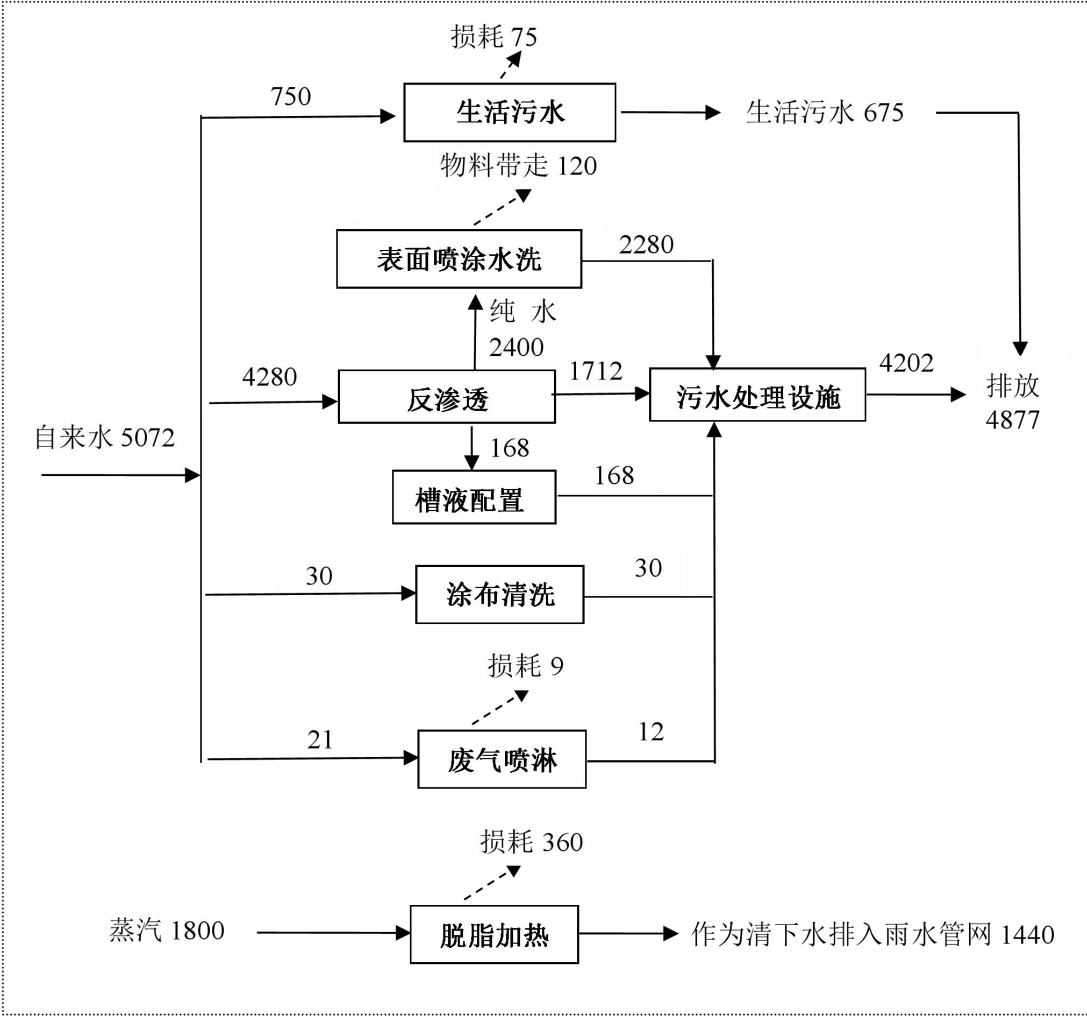 损耗 75
750
生活污水
生活污水 675
物料带走 120
表面喷涂水洗
2280
纯 水
2400
4280
反渗透
1712
污水处理设施
4202
排放
4877
自来水 5072
168
槽液配置
168
30
涂布清洗
30
损耗 9
21
废气喷淋
12
损耗 360
蒸汽 1800
脱脂加热
作为清下水排入雨水管网 1440